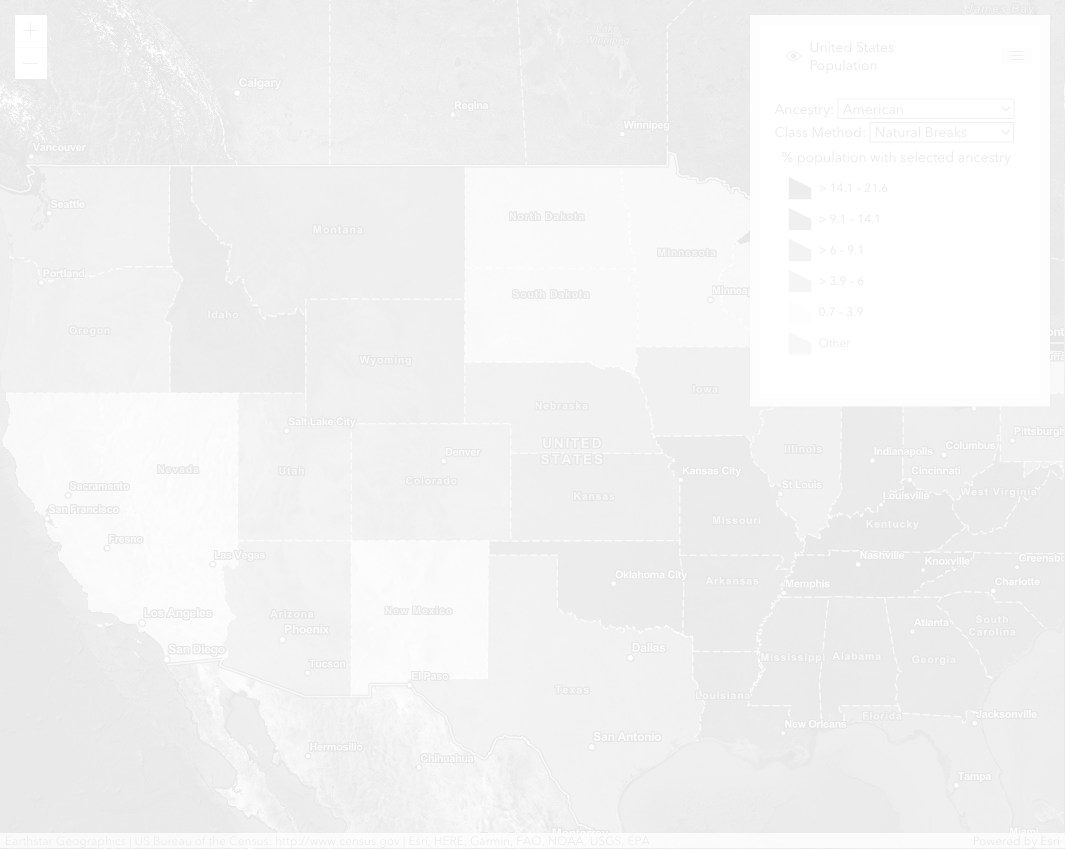 Calgary
Regina
Winnipeg
Vancouver
Seattle
Portland
Montana
North Dakota
Minnesota
South Dakota
Oregon
Idaho
Wyoming
Iowa
Nebraska
Salt Lake City
UNITED
STATES
Denver
Utah
Colorado
Nevada
Sacramento
San Francisco
Kansas City
Kansas
Illinois
Indianapolis
Columbus
Pittsburgh
Cincinnati
St Louis
Louisville
West Virginia
Missouri
Kentucky
Fresno
Las Vegas
Nashville
Knoxville
Oklahoma City
Arkansas
Memphis
Charlotte
Los Angeles
Arizona
Phoenix
New Mexico
San Diego
Tucson
El Paso
Dallas
Atlanta
South
Carolina
Mississippi
Alabama
Georgia
Texas
Louisiana
New Orleans
Florida
Jacksonville
San Antonio
Hermosillo
Chihuahua
Tampa
Monterrey
Miami
+
−
United States
Population
Ancestry: American
Class Method: Natural Breaks
% population with selected ancestry
> 14.1 - 21.6
> 9.1 - 14.1
> 6 - 9.1
> 3.9 - 6
0.7 - 3.9
Other
Earthstar Geographics | US Bureau of the Census: http://www.census.gov | Esri, HERE, Garmin, FAO, NOAA, USGS, EPA
Powered by Esri